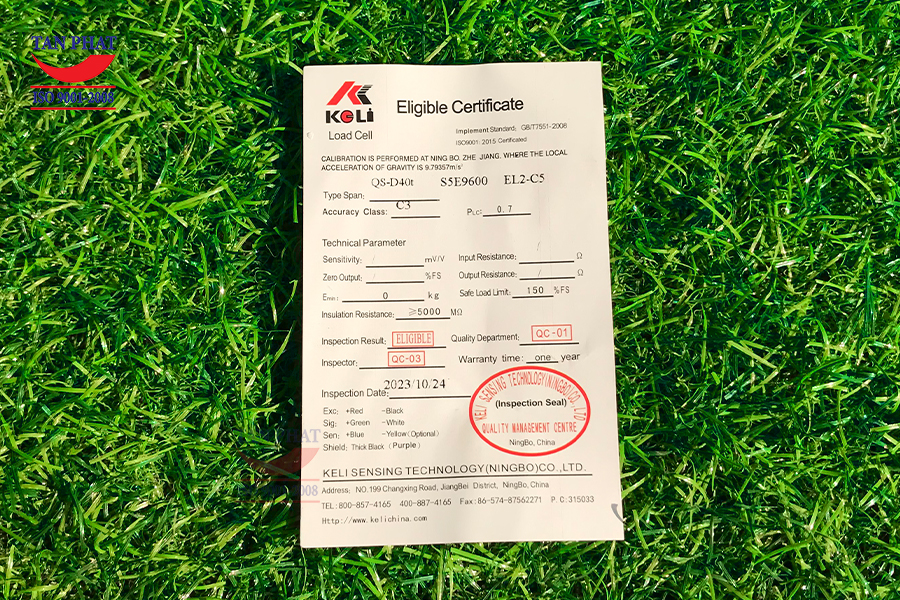 TAN PHAT
ISO 9001-2008
KELI
Load Cell
Eligible Certificate
Implement Standard: GB/T7551-2008
ISO9001: 2015 Certificated
CALIBRATION IS PERFORMED AT NING BO. ZHE JIANG. WHERE THE LOCAL
ACCELERATION OF GRAVITY IS 9.79357m/s²
QS-D40t S5E9600 EL2-C5
Type Span:
Accuracy Class: C3 PLC: 0.7
Technical Parameter
Sensitivity: / mV/V Input Resistance: / Ω
Zero Output: / %FS Output Resistance: / Ω
Emin: 0 kg Safe Load Limit: 150 %FS
Insulation Resistance: ≥5000 MΩ
Inspection Result: ELIGIBLE Quality Department: QC-01
Inspector: QC-03 Warranty time: one year
Inspection Date: 2023/10/24
Exc: +Red -Black
Sig: +Green -White
Sen: +Blue -Yellow(Optional)
Shield: Thick Black (Purple)
KELI SENSING TECHNOLOGY(NINGBO)CO.,LTD
(Inspection Seal)
QUALITY MANAGEMENT CENTRE
NingBo, China
KELI SENSING TECHNOLOGY(NINGBO)CO.,LTD.
Address: NO.199 Changxing Road, JiangBei District, NingBo, China
TEL:800-857-4165 400-887-4165 Fax:86-574-87562271 P.C:315033
Http://www.kelichina.com